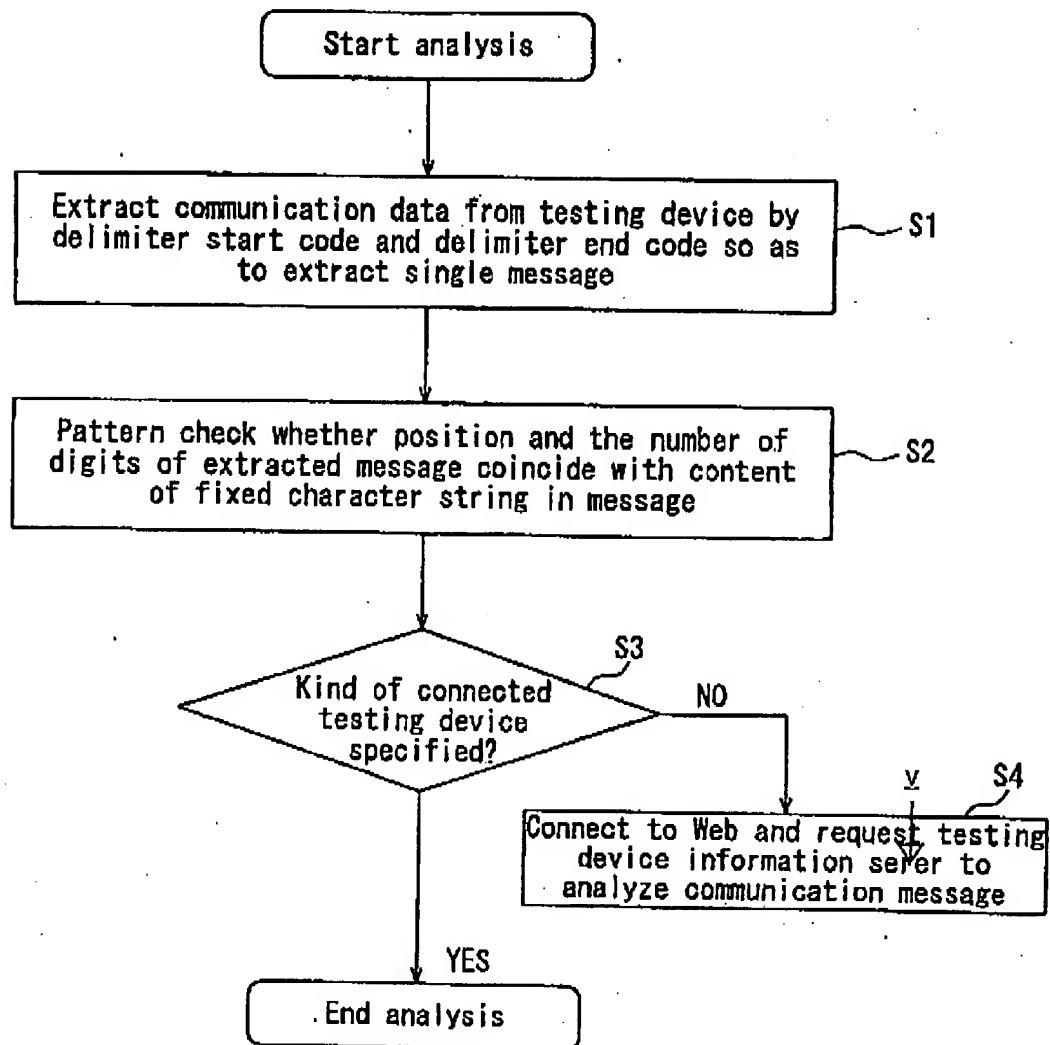 Start analysis
Extract communication data from testing device by
delimiter start code and delimiter end code so as
to extract single message
S1
Pattern check whether position and the number of
digits of extracted message coincide with content
of fixed character string in message
S2
S3
Kind of connected
testing device
specified?
NO
v
S4
Connect to Web and request testing
device information serer to
analyze communication message
YES
End analysis